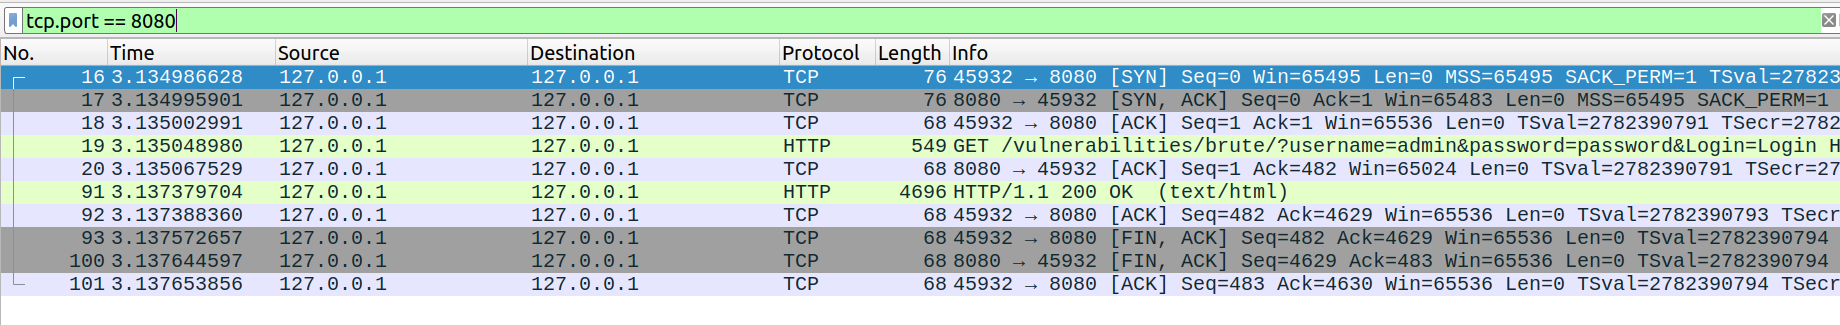 tcp.port == 8080
No. Time Source Destination Protocol Length Info
16 3.134986628 127.0.0.1 127.0.0.1 TCP 76 45932 → 8080 [SYN] Seq=0 Win=65495 Len=0 MSS=65495 SACK_PERM=1 TSval=27823
17 3.134995901 127.0.0.1 127.0.0.1 TCP 76 8080 → 45932 [SYN, ACK] Seq=0 Ack=1 Win=65483 Len=0 MSS=65495 SACK_PERM=1
18 3.135002991 127.0.0.1 127.0.0.1 TCP 68 45932 → 8080 [ACK] Seq=1 Ack=1 Win=65536 Len=0 TSval=2782390791 TSecr=2782
19 3.135048980 127.0.0.1 127.0.0.1 HTTP 549 GET /vulnerabilities/brute/?username=admin&password=password&Login=Login H
20 3.135067529 127.0.0.1 127.0.0.1 TCP 68 8080 → 45932 [ACK] Seq=1 Ack=482 Win=65024 Len=0 TSval=2782390791 TSecr=27
91 3.137379704 127.0.0.1 127.0.0.1 HTTP 4696 HTTP/1.1 200 OK (text/html)
92 3.137388360 127.0.0.1 127.0.0.1 TCP 68 45932 → 8080 [ACK] Seq=482 Ack=4629 Win=65536 Len=0 TSval=2782390793 TSecr
93 3.137572657 127.0.0.1 127.0.0.1 TCP 68 45932 → 8080 [FIN, ACK] Seq=482 Ack=4629 Win=65536 Len=0 TSval=2782390794
100 3.137644597 127.0.0.1 127.0.0.1 TCP 68 8080 → 45932 [FIN, ACK] Seq=4629 Ack=483 Win=65536 Len=0 TSval=2782390794
101 3.137653856 127.0.0.1 127.0.0.1 TCP 68 45932 → 8080 [ACK] Seq=483 Ack=4630 Win=65536 Len=0 TSval=2782390794 TSecr